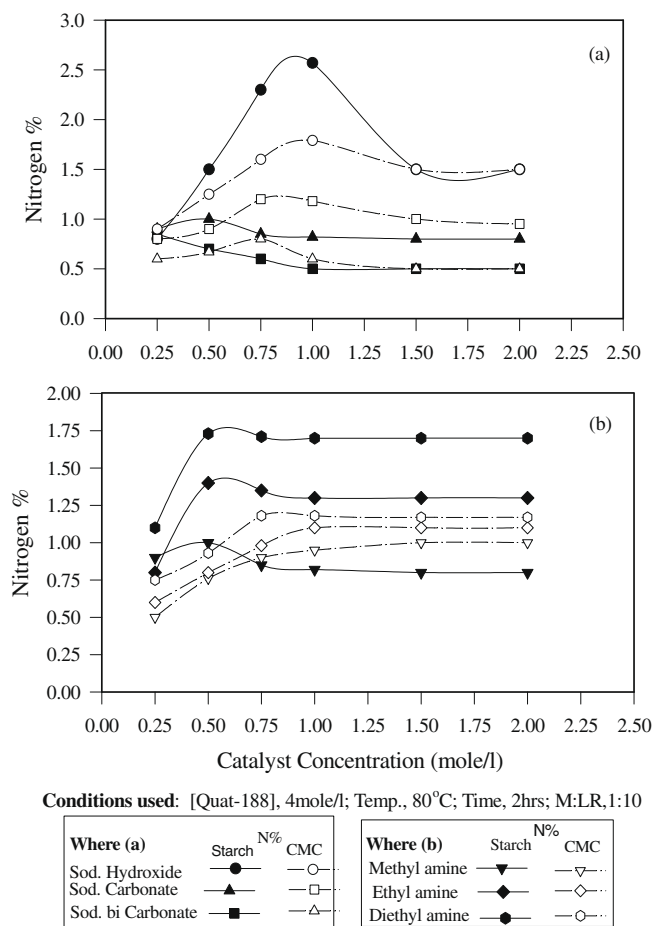 3.0
(a)
2.5
2.0
1.5
1.0
0.5
0.0
Nitrogen %
0.00 0.25 0.50 0.75 1.00 1.25 1.50 1.75 2.00 2.25 2.50
2.00
(b)
1.75
1.50
1.25
1.00
0.75
0.50
0.25
0.00
Nitrogen %
0.00 0.25 0.50 0.75 1.00 1.25 1.50 1.75 2.00 2.25 2.50
Catalyst Concentration (mole/l)
Conditions used: [Quat-188], 4mole/l; Temp., 80°C; Time, 2hrs; M:LR,1:10
Where (a) Starch N% CMC
Sod. Hydroxide
Sod. Carbonate
Sod. bi Carbonate
Where (b) Starch N% CMC
Methyl amine
Ethyl amine
Diethyl amine